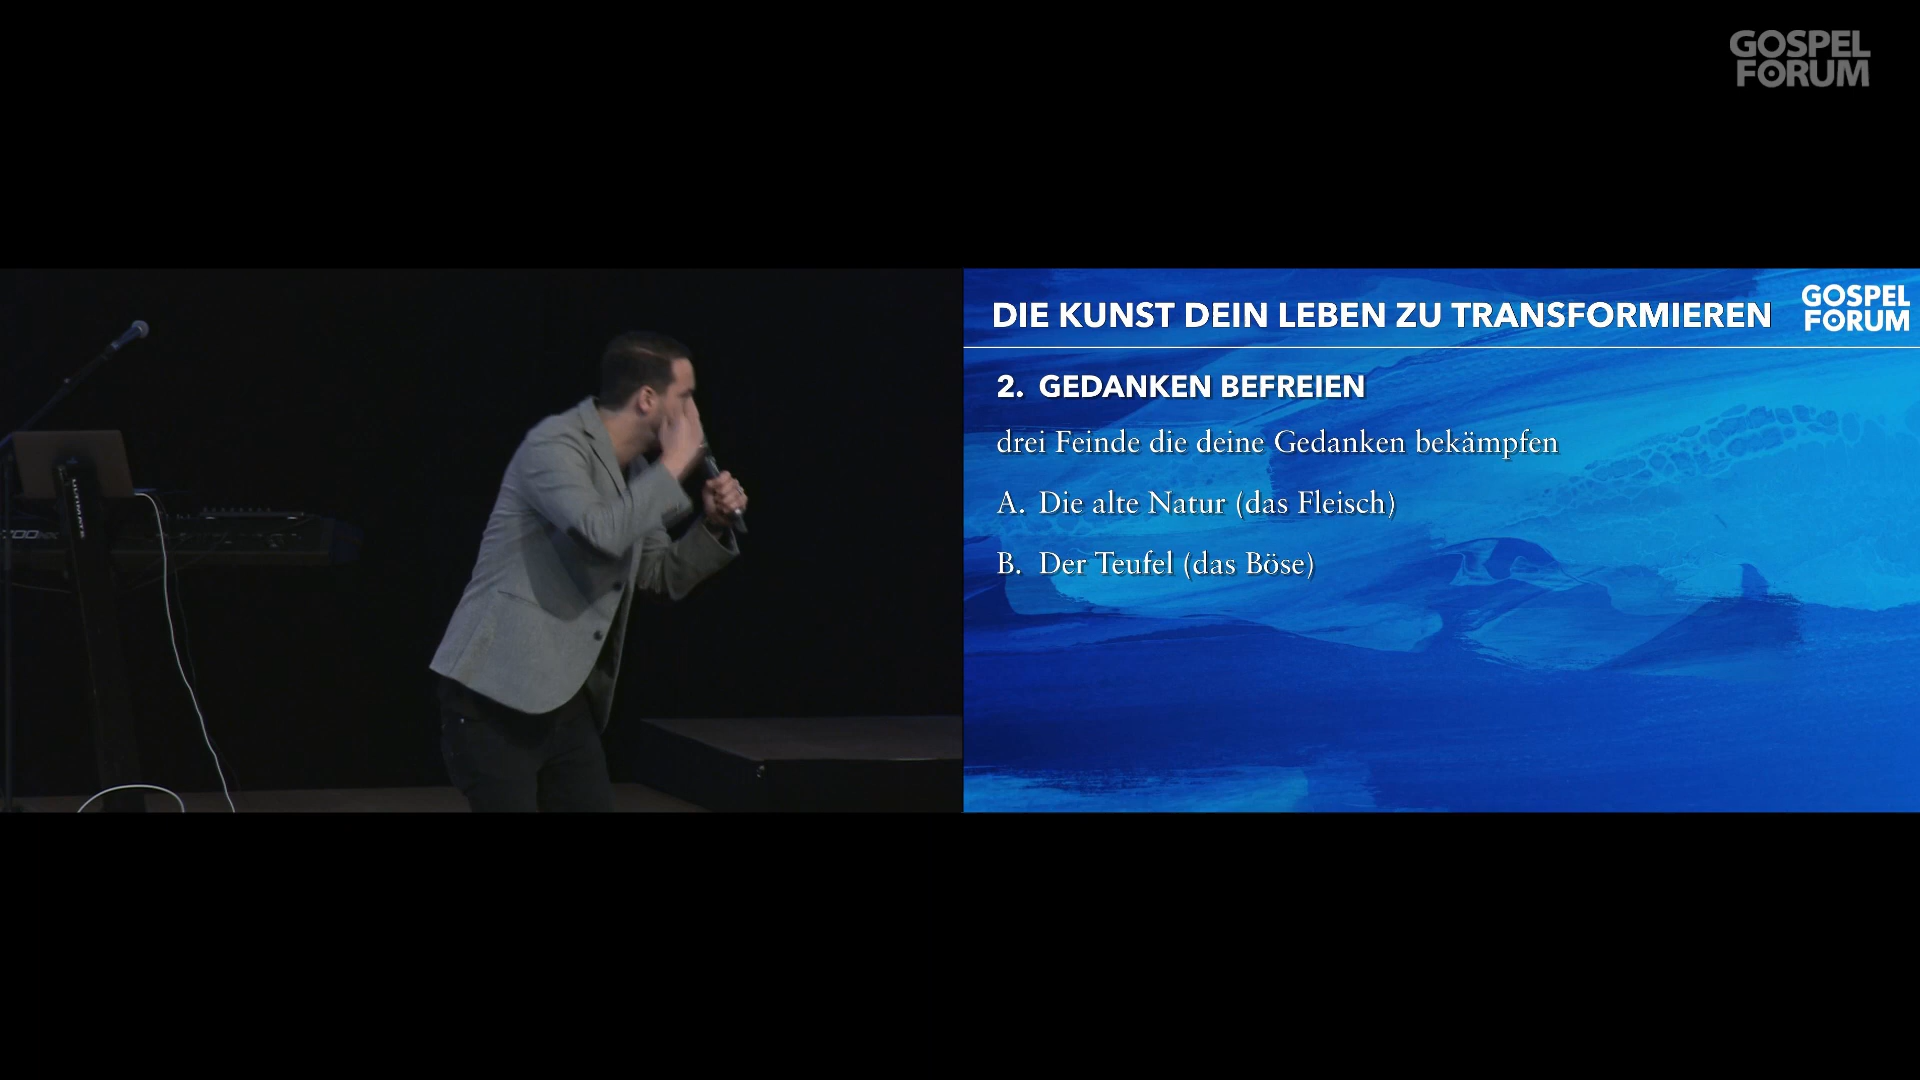 GOSPEL
FORUM
DIE KUNST DEIN LEBEN ZU TRANSFORMIEREN
GOSPEL
FORUM
2. GEDANKEN BEFREIEN
drei Feinde die deine Gedanken bekämpfen
A. Die alte Natur (das Fleisch)
B. Der Teufel (das Böse)